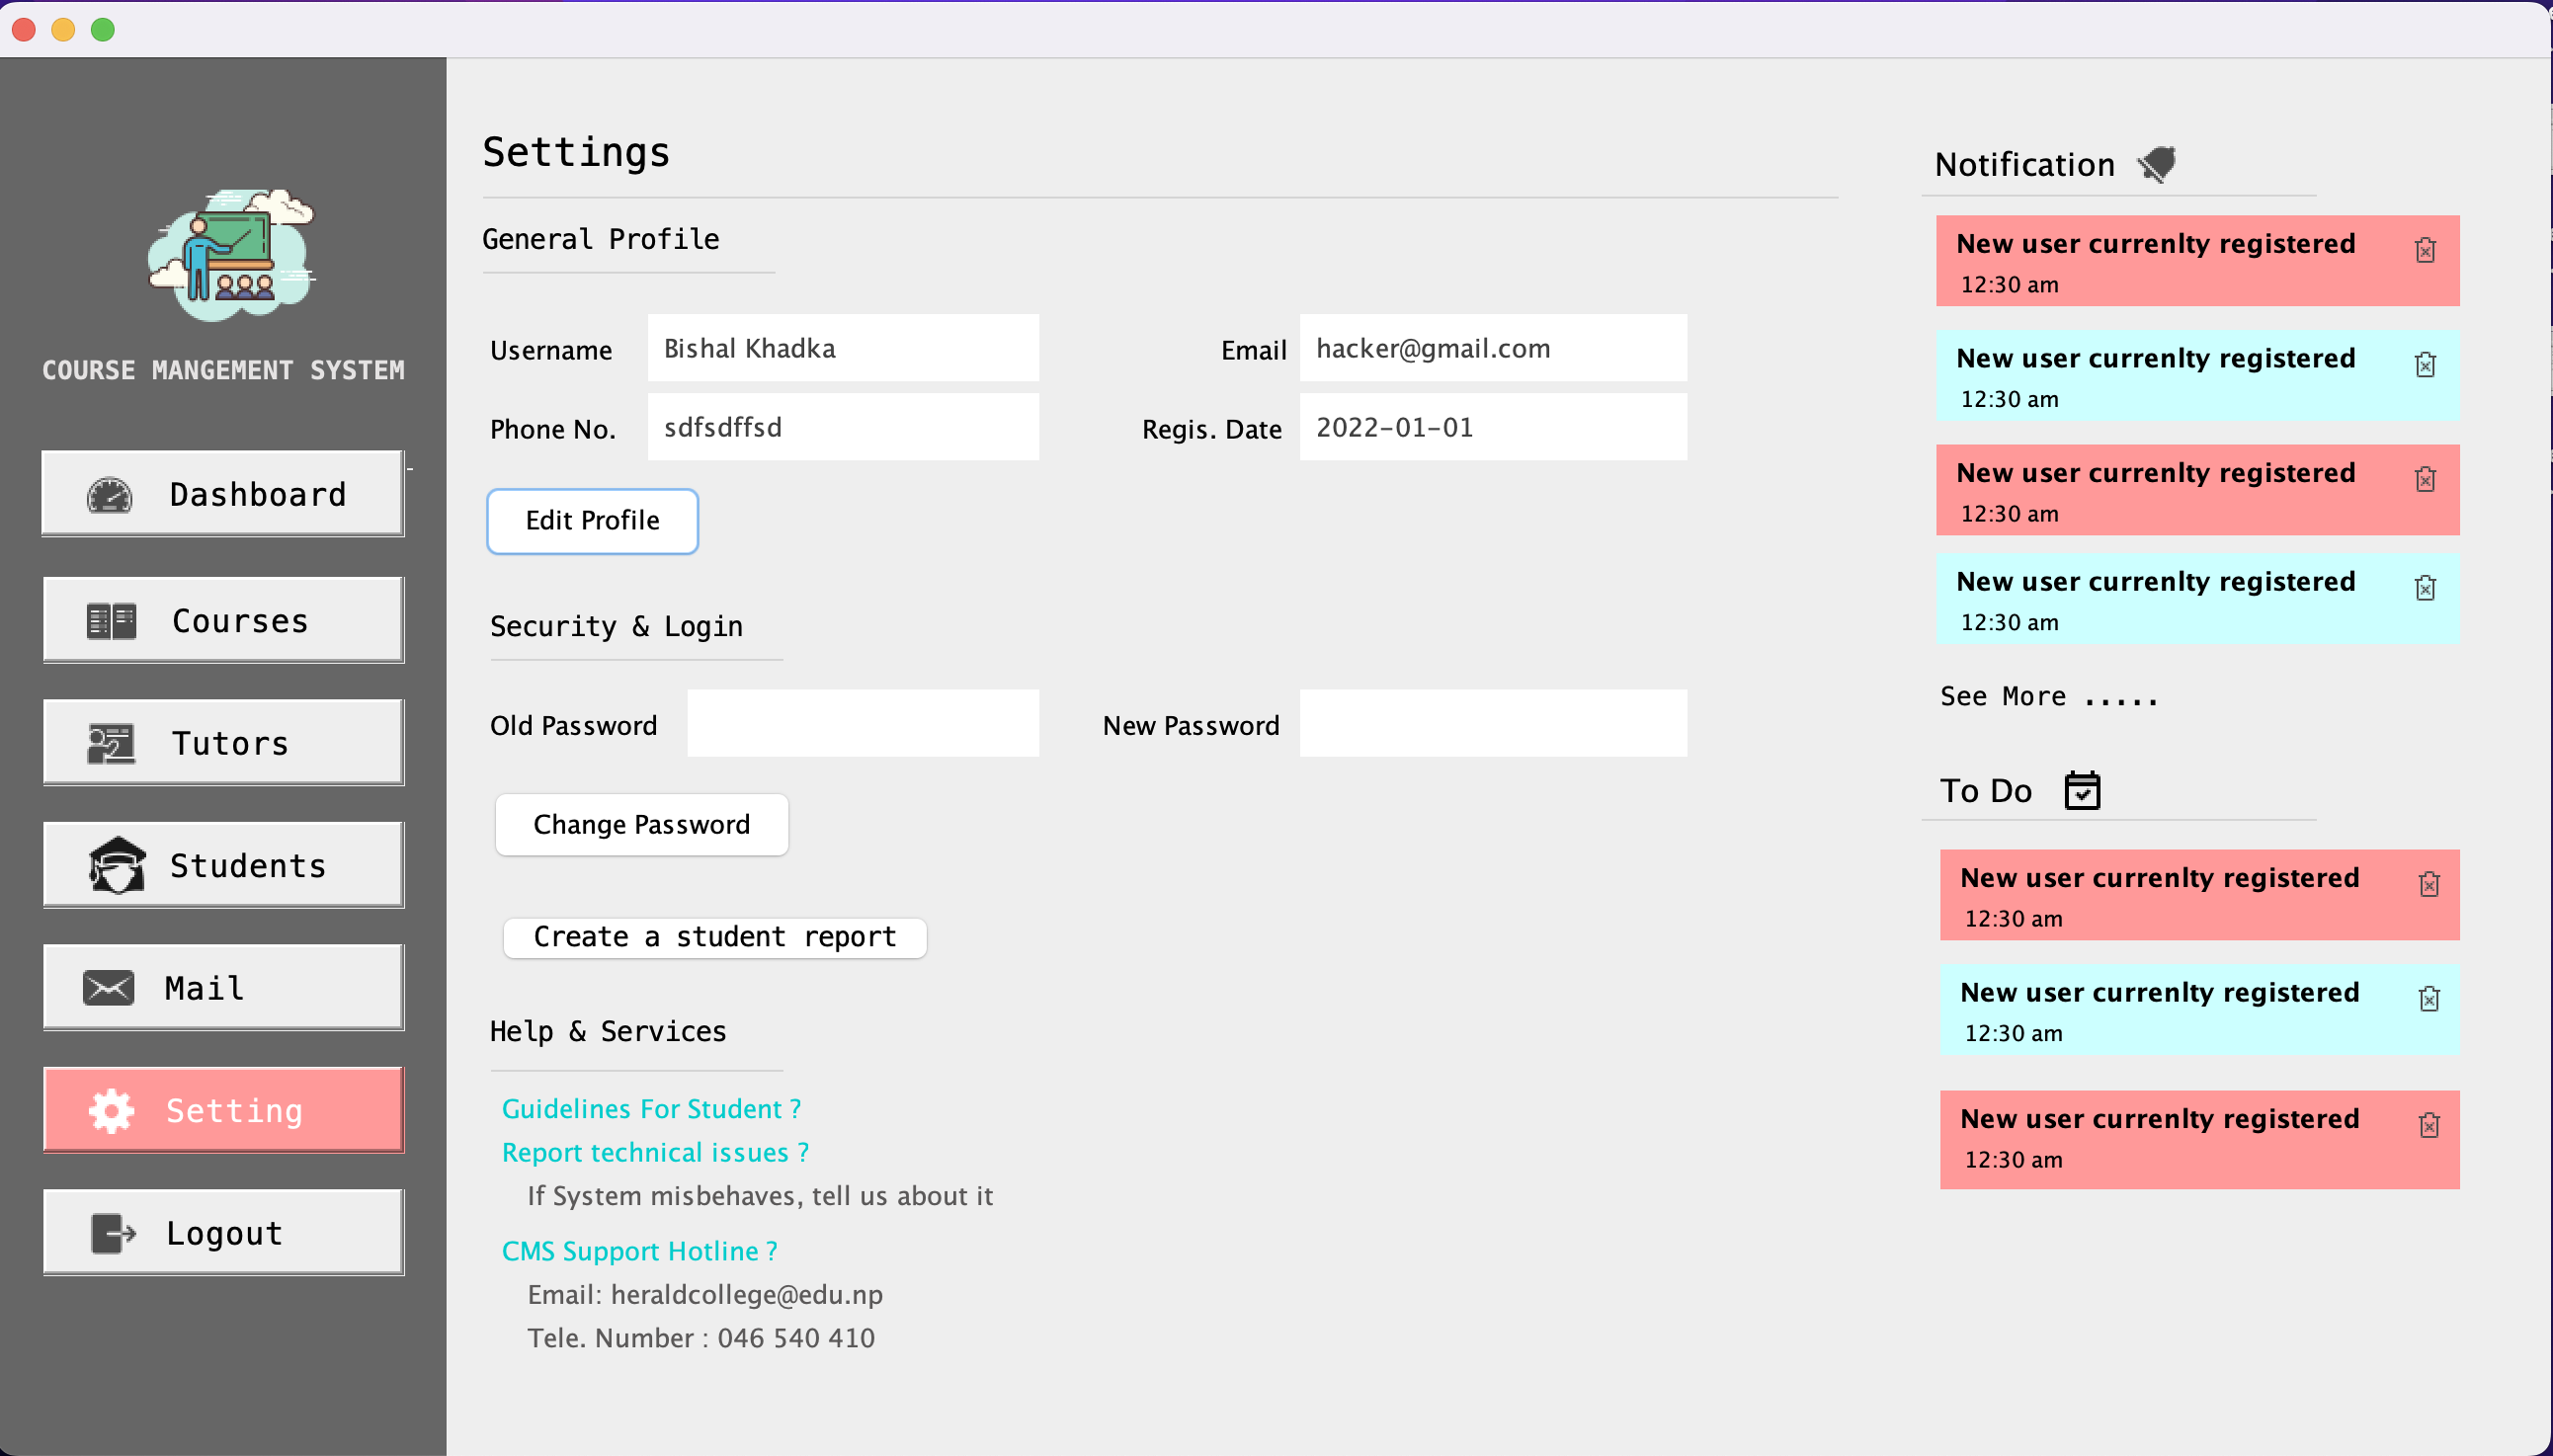 COURSE MANGEMENT SYSTEM
Dashboard
Courses
Tutors
Students
Mail
Setting
Logout
Settings
General Profile
Username Bishal Khadka Email hacker@gmail.com
Phone No. sdfsdffsd Regis. Date 2022-01-01
Edit Profile
Security & Login
Old Password New Password
Change Password
Create a student report
Help & Services
Guidelines For Student ?
Report technical issues ?
If System misbehaves, tell us about it
CMS Support Hotline ?
Email: heraldcollege@edu.np
Tele. Number : 046 540 410
Notification
New user currenlty registered
12:30 am
New user currenlty registered
12:30 am
New user currenlty registered
12:30 am
New user currenlty registered
12:30 am
See More .....
To Do
New user currenlty registered
12:30 am
New user currenlty registered
12:30 am
New user currenlty registered
12:30 am